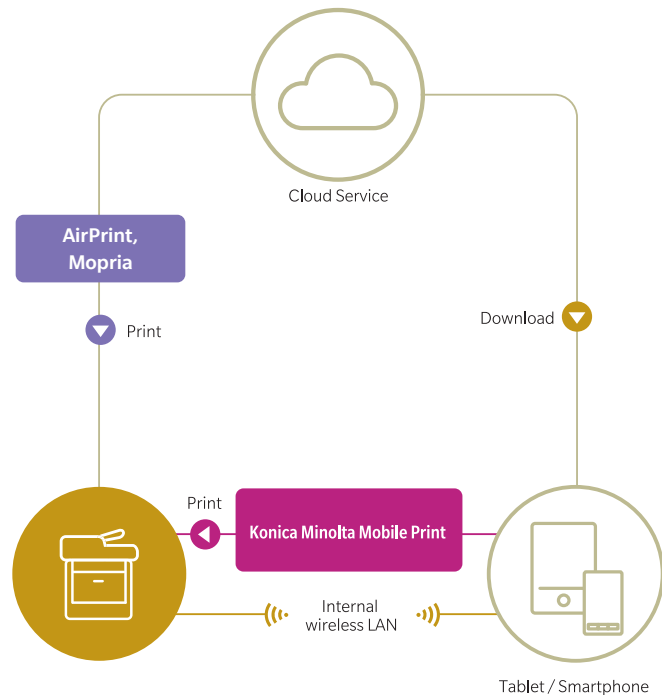 Cloud Service
AirPrint,
Mopria
Print
Download
Print
Konica Minolta Mobile Print
Internal
wireless LAN
Tablet / Smartphone